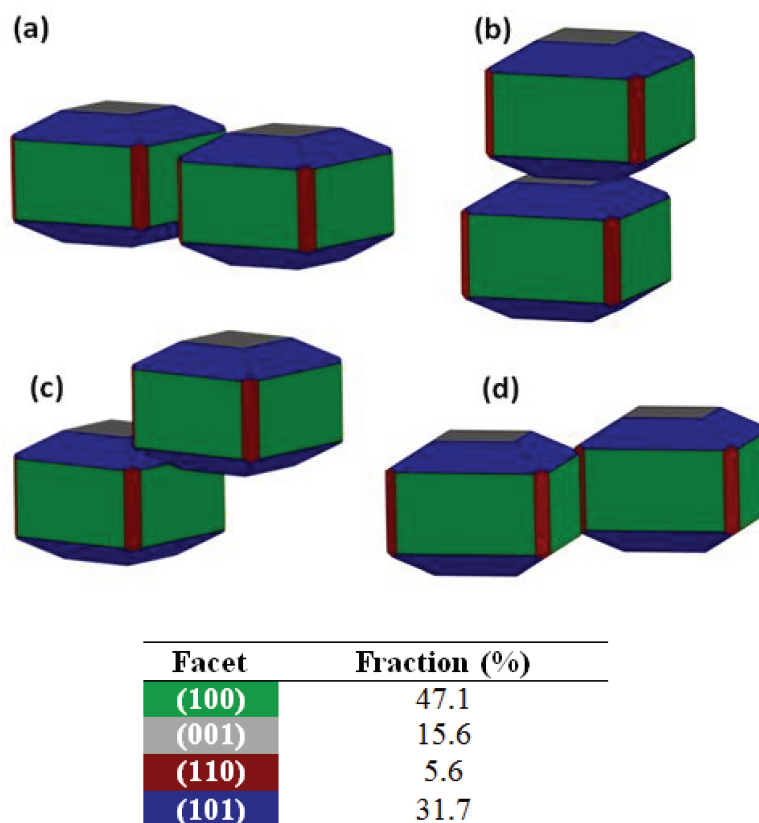 (a)
(b)
(c)
(d)
Facet Fraction (%)
(100) 47.1
(001) 15.6
(110) 5.6
(101) 31.7